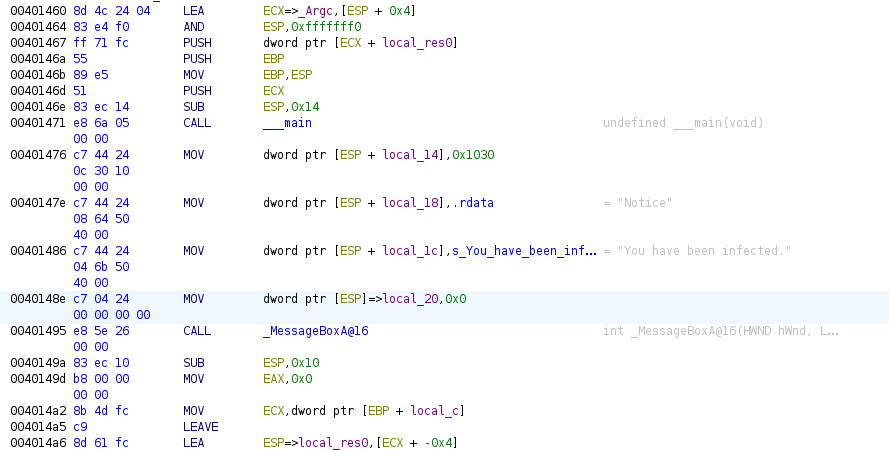 00401460 8d 4c 24 04 LEA ECX=>_Argc,[ESP + 0x4]
00401464 83 e4 f0 AND ESP,0xfffffff0
00401467 ff 71 fc PUSH dword ptr [ECX + local_res0]
0040146a 55 PUSH EBP
0040146b 89 e5 MOV EBP,ESP
0040146d 51 PUSH ECX
0040146e 83 ec 14 SUB ESP,0x14
00401471 e8 6a 05 CALL ___main undefined ___main(void)
00 00
00401476 c7 44 24 MOV dword ptr [ESP + local_14],0x1030
0c 30 10
00 00
0040147e c7 44 24 MOV dword ptr [ESP + local_18],.rdata = "Notice"
08 64 50
40 00
00401486 c7 44 24 MOV dword ptr [ESP + local_1c],s_You_have_been_inf... = "You have been infected."
04 6b 50
40 00
0040148e c7 04 24 MOV dword ptr [ESP]=>local_20,0x0
00 00 00 00
00401495 e8 5e 26 CALL _MessageBoxA@16 int _MessageBoxA@16(HWND hWnd, L...
00 00
0040149a 83 ec 10 SUB ESP,0x10
0040149d b8 00 00 MOV EAX,0x0
00 00
004014a2 8b 4d fc MOV ECX,dword ptr [EBP + local_c]
004014a5 c9 LEAVE
004014a6 8d 61 fc LEA ESP=>local_res0,[ECX + -0x4]